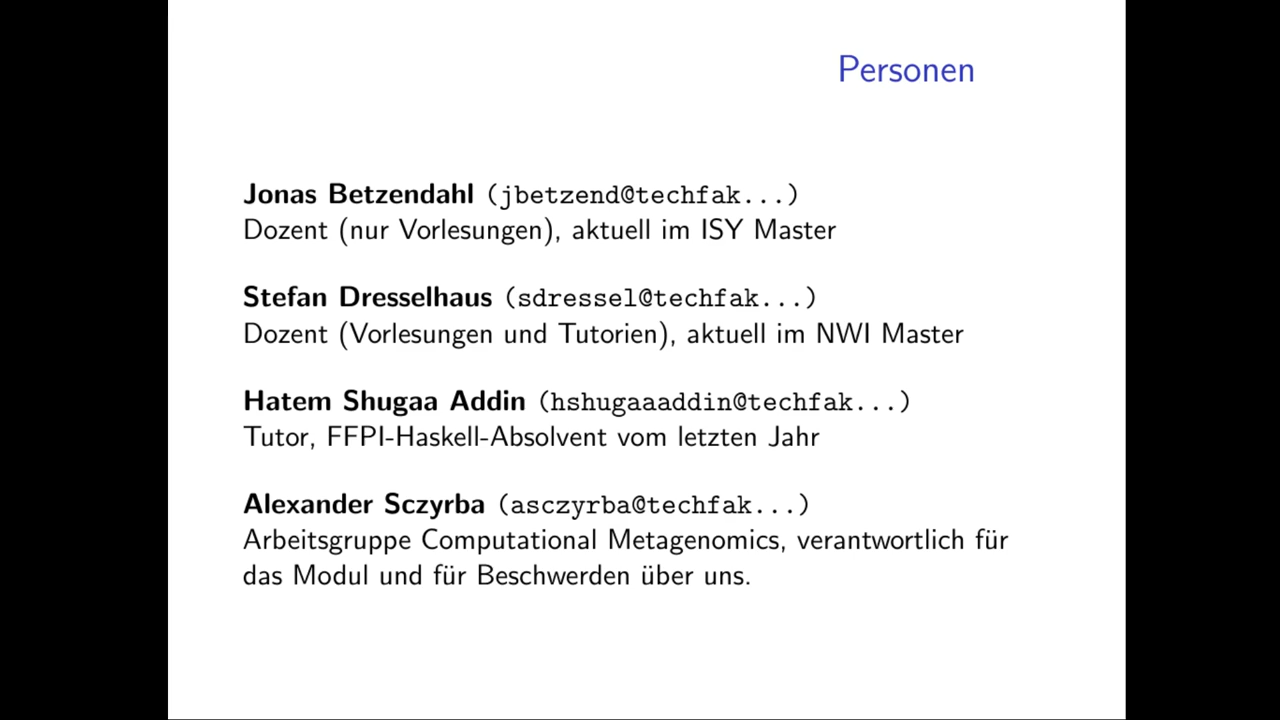 Personen
Jonas Betzendahl (jbetzend@techfak...)
Dozent (nur Vorlesungen), aktuell im ISY Master
Stefan Dresselhaus (sdressel@techfak...)
Dozent (Vorlesungen und Tutorien), aktuell im NWI Master
Hatem Shugaa Addin (hshugaaaddin@techfak...)
Tutor, FFPI-Haskell-Absolvent vom letzten Jahr
Alexander Sczyrba (asczyrba@techfak...)
Arbeitsgruppe Computational Metagenomics, verantwortlich für
das Modul und für Beschwerden über uns.